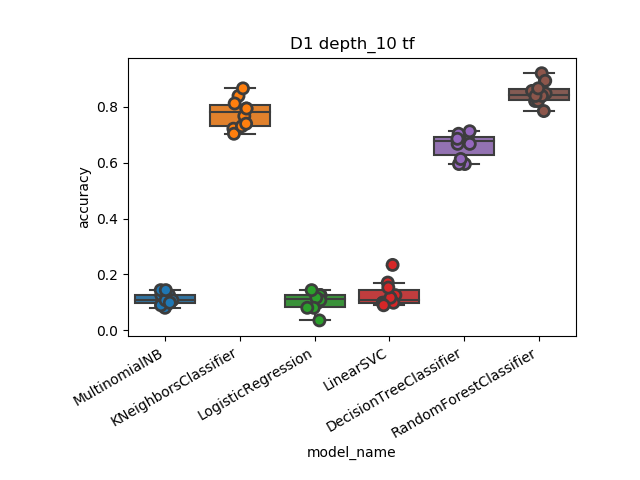 D1 depth_10 tf
accuracy
0.8
0.6
0.4
0.2
0.0
MultinomialNB
KNeighborsClassifier
LogisticRegression
LinearSVC
DecisionTreeClassifier
RandomForestClassifier
model_name